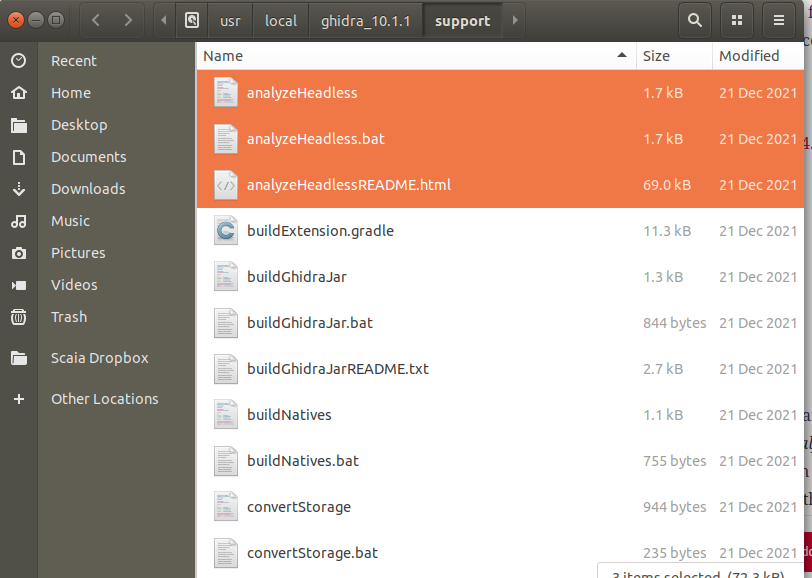 usr local ghidra_10.1.1 support
Name Size Modified
Recent
Home
Desktop
Documents
Downloads
Music
Pictures
Videos
Trash
Scaia Dropbox
Other Locations
analyzeHeadless 1.7 kB 21 Dec 2021
analyzeHeadless.bat 1.7 kB 21 Dec 2021
analyzeHeadlessREADME.html 69.0 kB 21 Dec 2021
buildExtension.gradle 11.3 kB 21 Dec 2021
buildGhidraJar 1.3 kB 21 Dec 2021
buildGhidraJar.bat 844 bytes 21 Dec 2021
buildGhidraJarREADME.txt 2.7 kB 21 Dec 2021
buildNatives 1.1 kB 21 Dec 2021
buildNatives.bat 755 bytes 21 Dec 2021
convertStorage 944 bytes 21 Dec 2021
convertStorage.bat 235 bytes 21 Dec 2021
3 items selected (72.3 kB)